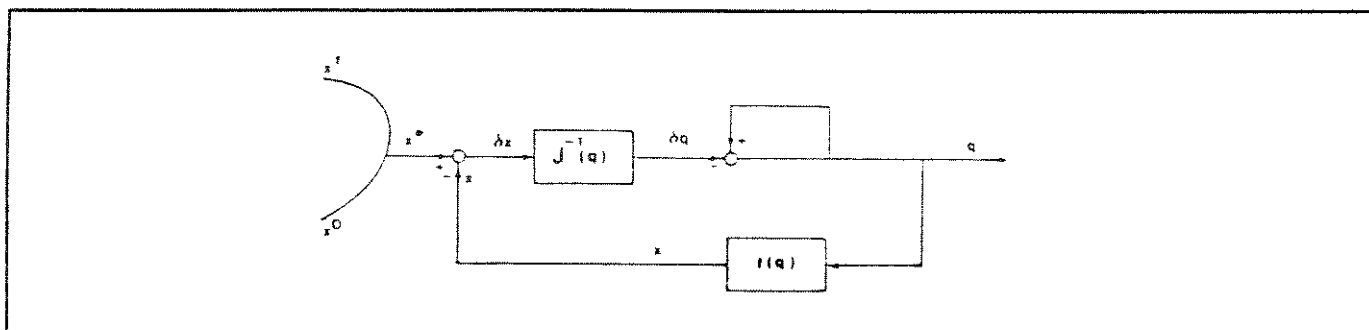 x^f
x^e + - δx J^-1(q) δq + - q
x
x f(q)
x^0